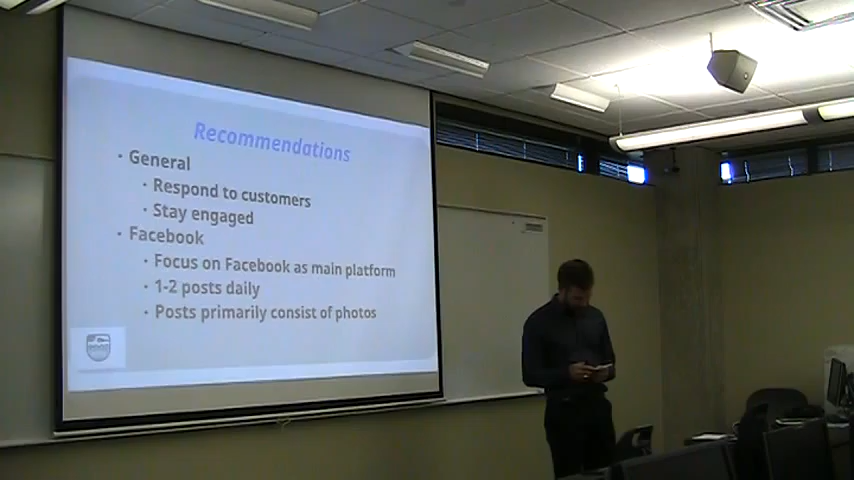 Recommendations
• General
• Respond to customers
• Stay engaged
• Facebook
• Focus on Facebook as main platform
• 1-2 posts daily
• Posts primarily consist of photos